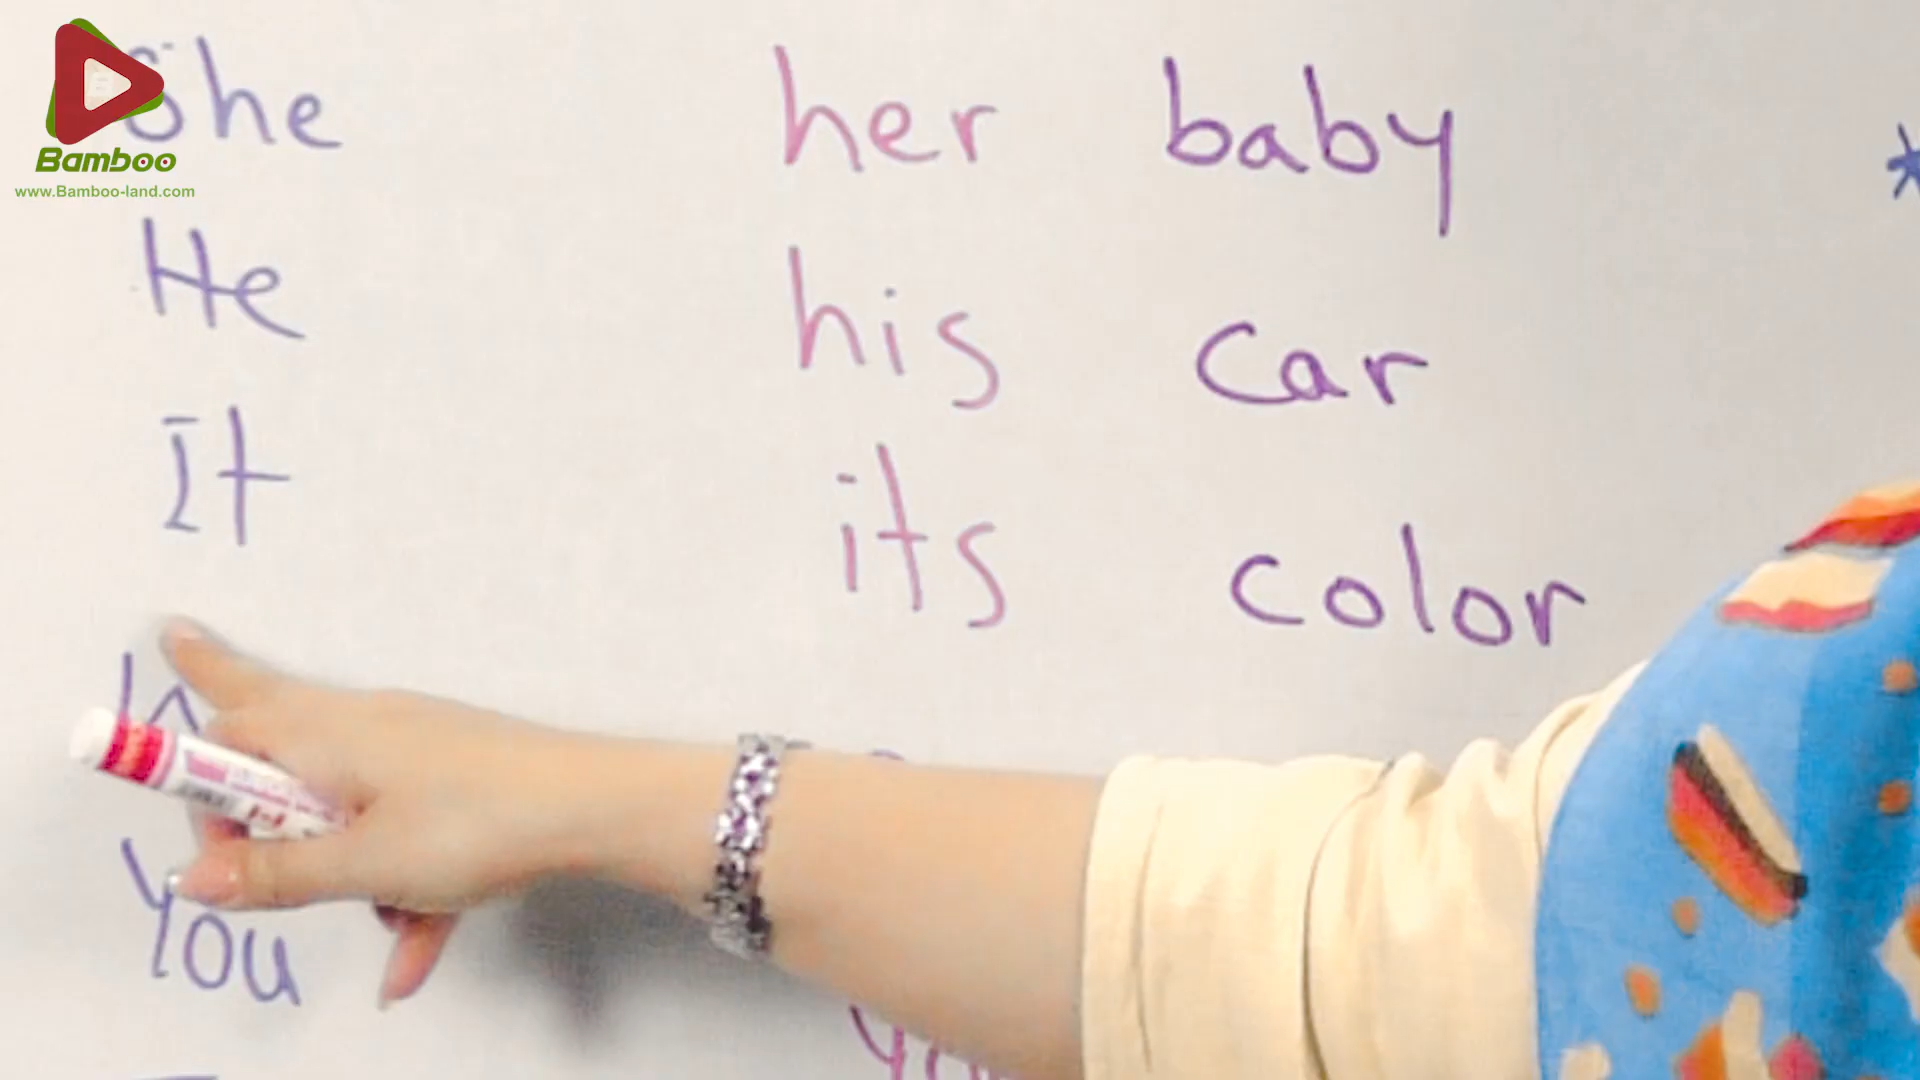 Bamboo
www.Bamboo-land.com
She her baby
He his car
It its color
You